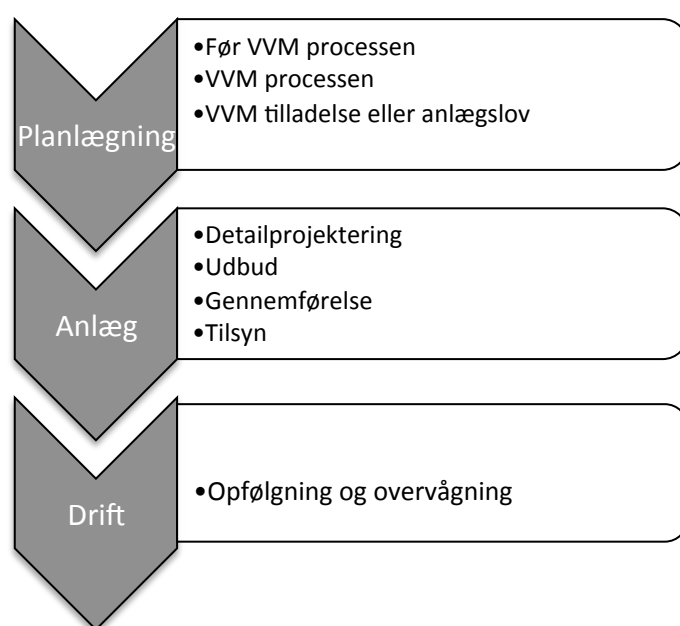 Planlægning
•Før VVM processen
•VVM processen
•VVM tilladelse eller anlægslov
Anlæg
•Detailprojektering
•Udbud
•Gennemførelse
•Tilsyn
Drift
•Opfølgning og overvågning